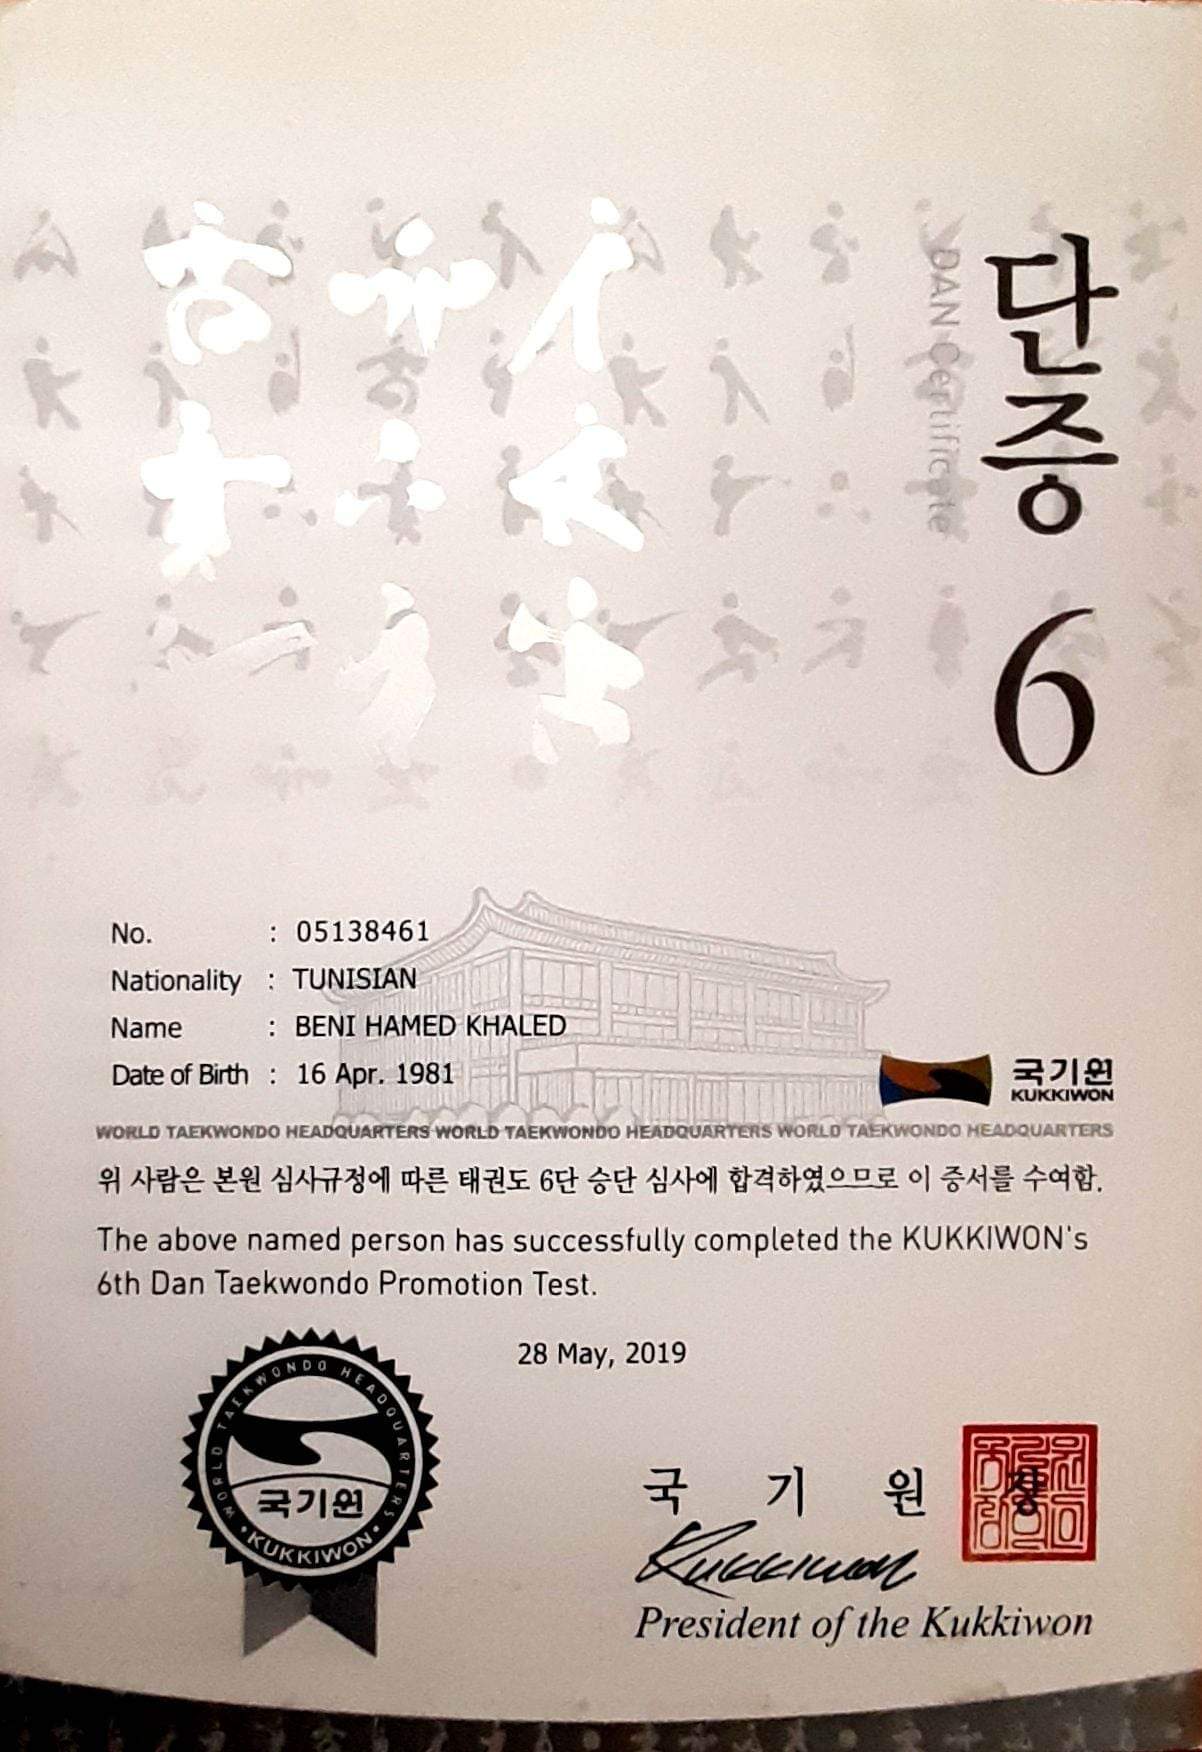 단증
DAN Certificate
6
No. : 05138461
Nationality : TUNISIAN
Name : BENI HAMED KHALED
Date of Birth : 16 Apr. 1981
국기원
KUKKIWON
WORLD TAEKWONDO HEADQUARTERS WORLD TAEKWONDO HEADQUARTERS WORLD TAEKWONDO HEADQUARTERS
위 사람은 본원 심사규정에 따른 태권도 6단 승단 심사에 합격하였으므로 이 증서를 수여함.
The above named person has successfully completed the KUKKIWON's
6th Dan Taekwondo Promotion Test.
28 May, 2019
WORLD TAEKWONDO HEADQUARTERS
국기원
• KUKKIWON •
국 기 원 장
Kukkiwon
President of the Kukkiwon